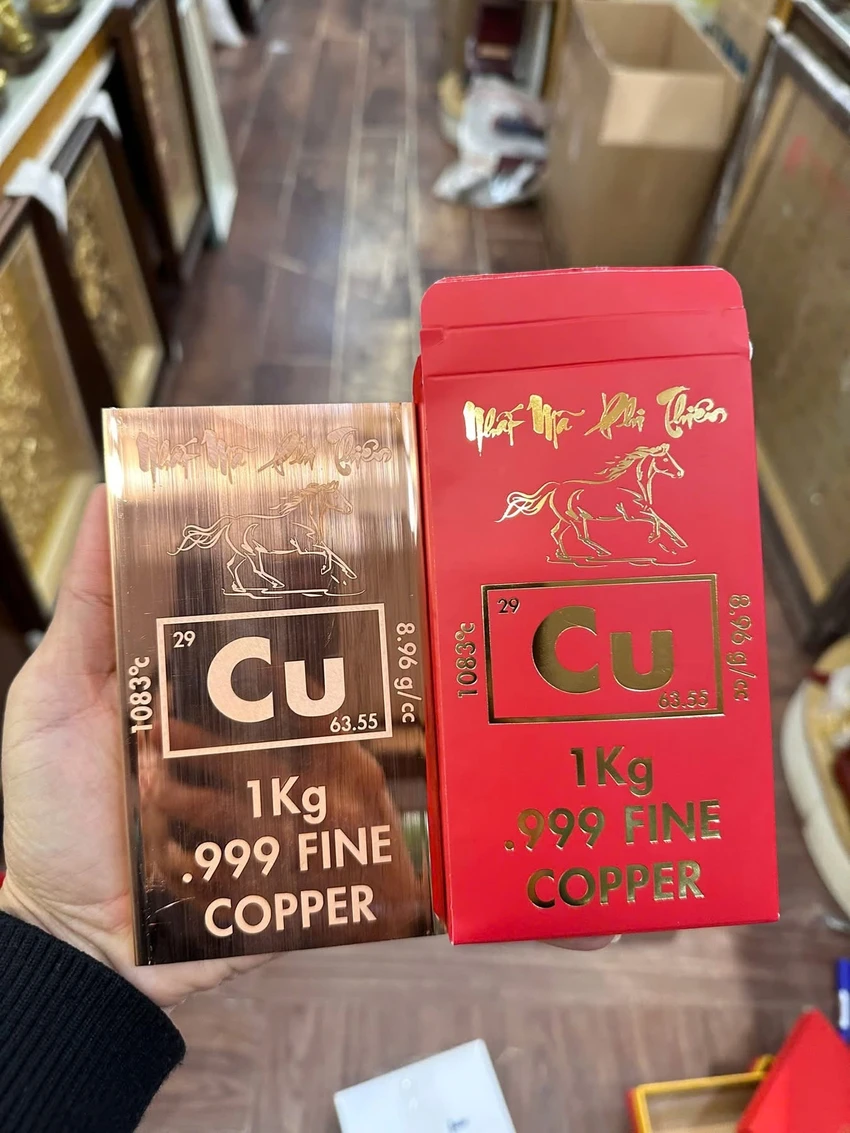 Nhất Mã Phi Thiên
29
Cu
63.55
1083°c
8.96 g/cc
1Kg
.999 FINE
COPPER
Nhất Mã Phi Thiên
29
Cu
63.55
1083°c
8.96 g/cc
1Kg
.999 FINE
COPPER